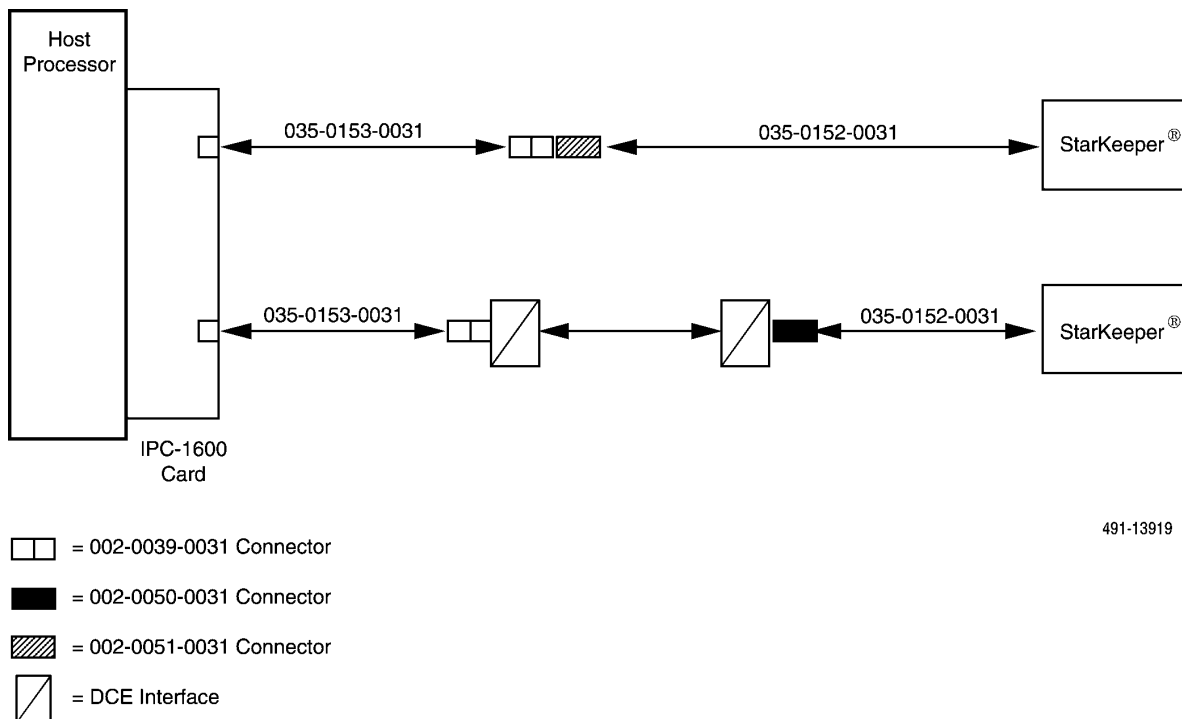 Host
Processor
035-0153-0031
035-0152-0031
StarKeeper®
035-0153-0031
035-0152-0031
StarKeeper®
IPC-1600
Card
491-13919
= 002-0039-0031 Connector
= 002-0050-0031 Connector
= 002-0051-0031 Connector
= DCE Interface